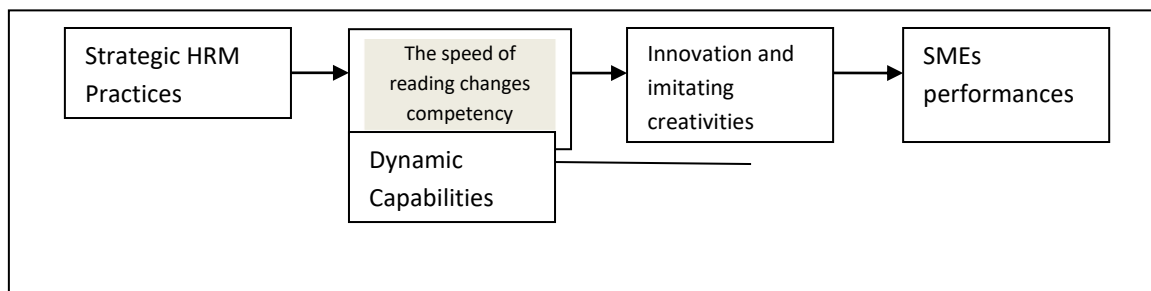 Strategic HRM
Practices
The speed of
reading changes
competency
Dynamic
Capabilities
Innovation and
imitating
creativities
SMEs
performances